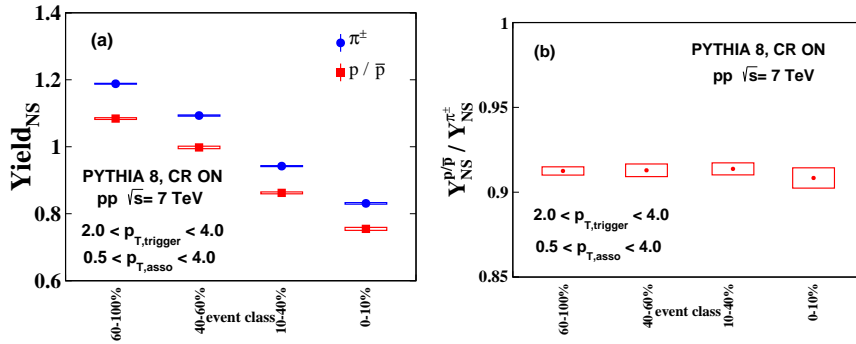 (a)
π±
p / p̅
1.2
1
0.8
0.6
Yield_NS
PYTHIA 8, CR ON
pp √s= 7 TeV
2.0 < p_T,trigger < 4.0
0.5 < p_T,asso < 4.0
60-100%
40-60%
10-40%
0-10%
event class
(b)
PYTHIA 8, CR ON
pp √s= 7 TeV
1
0.95
0.9
0.85
Y_NS^p/p̅ / Y_NS^π±
2.0 < p_T,trigger < 4.0
0.5 < p_T,asso < 4.0
60-100%
40-60%
10-40%
0-10%
event class